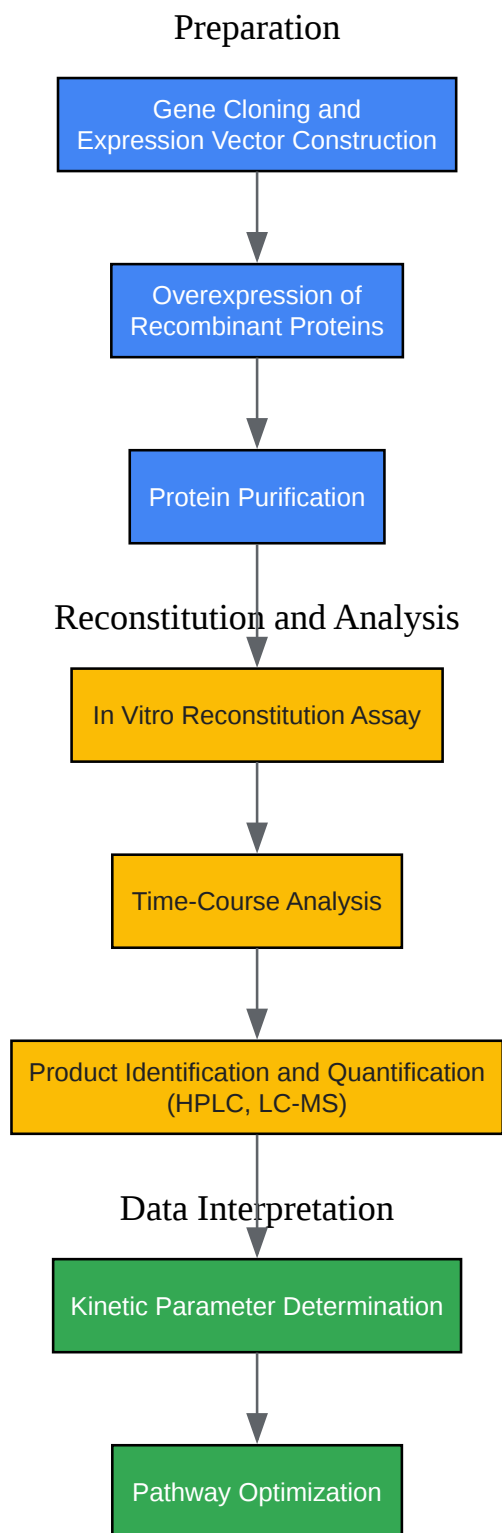 Preparation
Gene Cloning and
Expression Vector Construction
Overexpression of
Recombinant Proteins
Protein Purification
Reconstitution and Analysis
In Vitro Reconstitution Assay
Time-Course Analysis
Product Identification and Quantification
(HPLC, LC-MS)
Data Interpretation
Kinetic Parameter Determination
Pathway Optimization